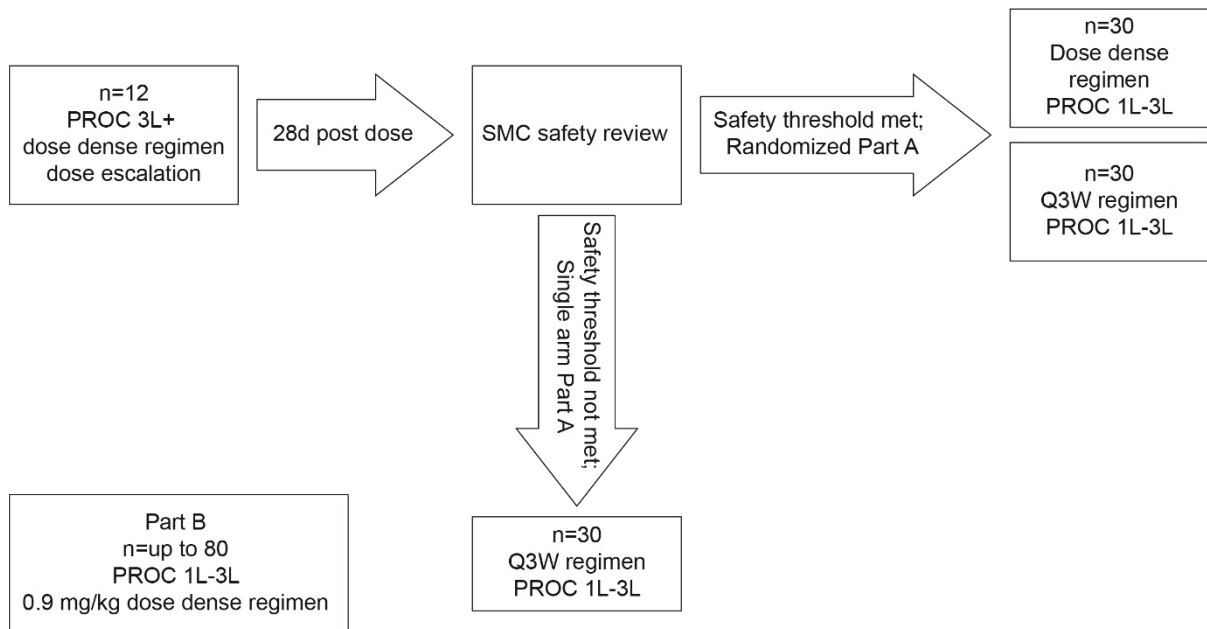 n=12
PROC 3L+
dose dense regimen
dose escalation
28d post dose
SMC safety review
Safety threshold met;
Randomized Part A
n=30
Dose dense
regimen
PROC 1L-3L
n=30
Q3W regimen
PROC 1L-3L
Safety threshold not met;
Single arm Part A
n=30
Q3W regimen
PROC 1L-3L
Part B
n=up to 80
PROC 1L-3L
0.9 mg/kg dose dense regimen